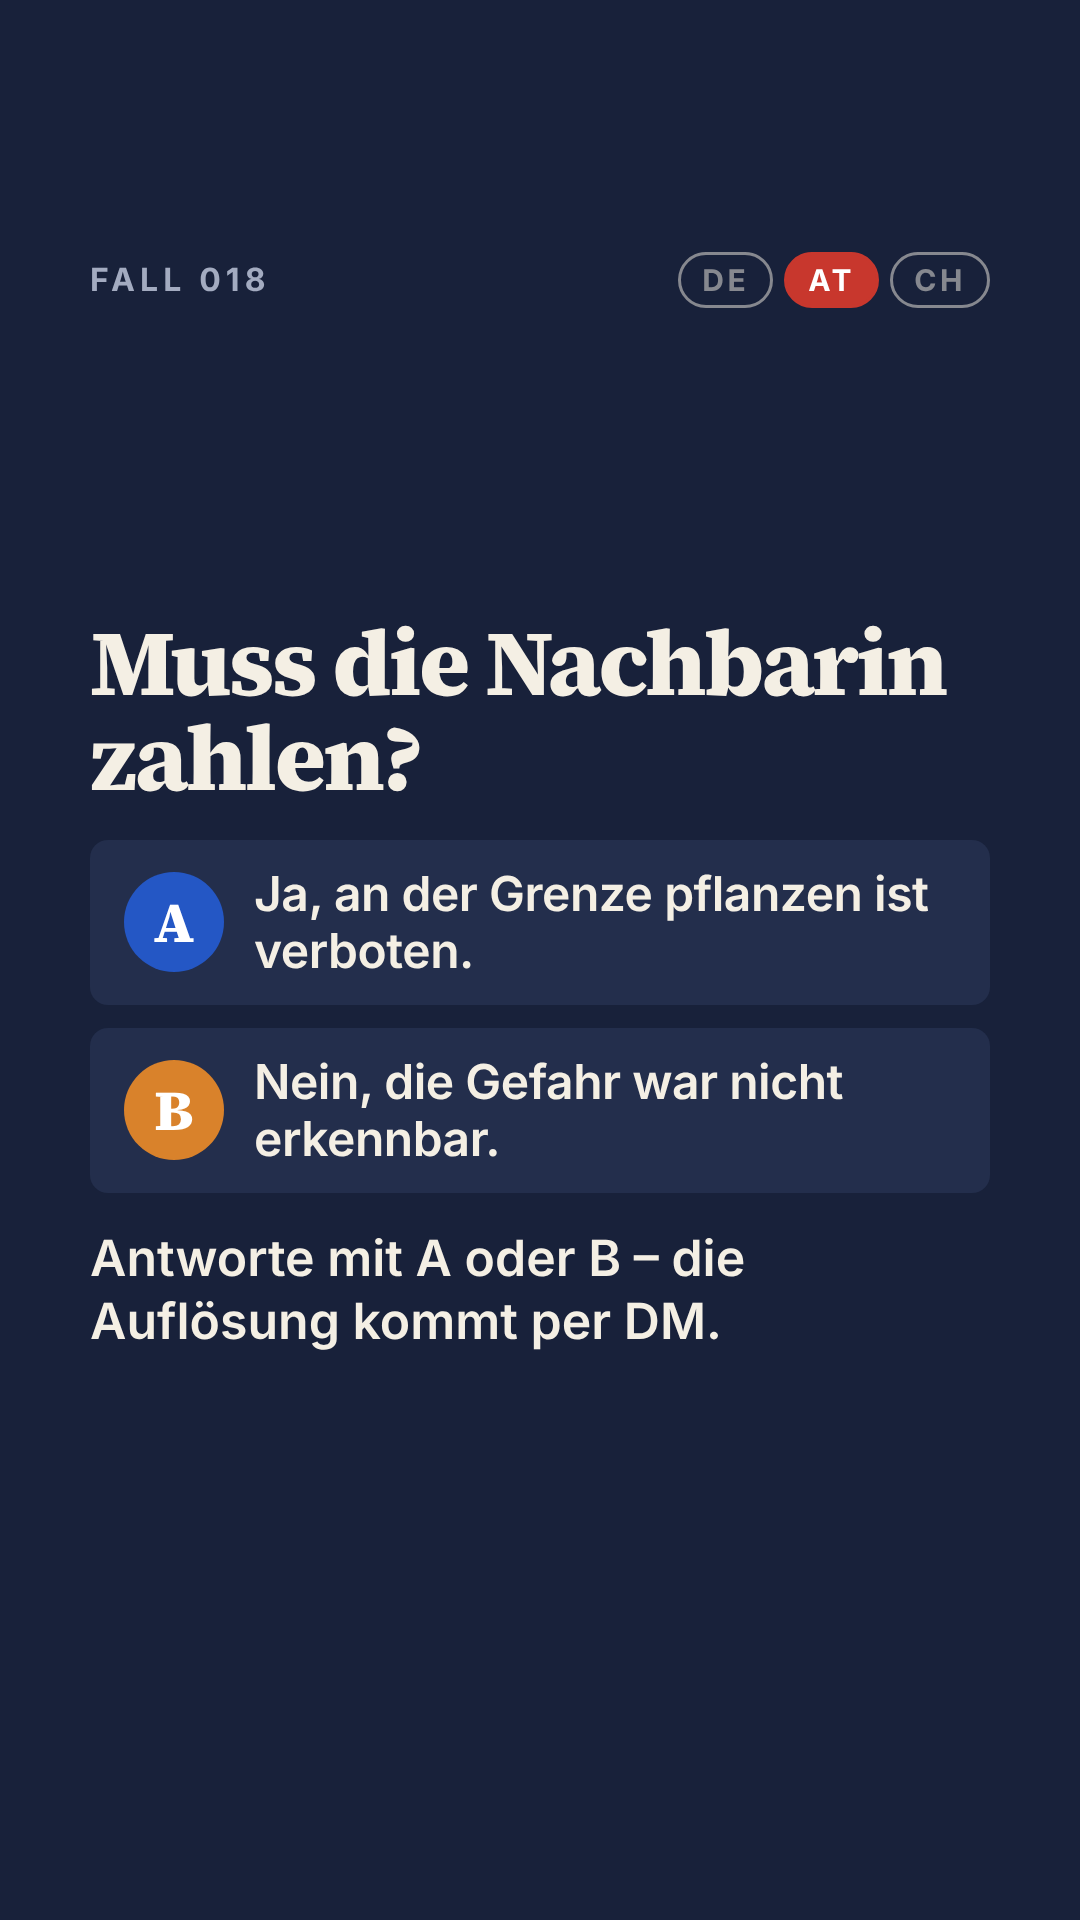 FALL 018
DE AT CH
Muss die Nachbarin
zahlen?
A
Ja, an der Grenze pflanzen ist
verboten.
B
Nein, die Gefahr war nicht
erkennbar.
Antworte mit A oder B – die
Auflösung kommt per DM.